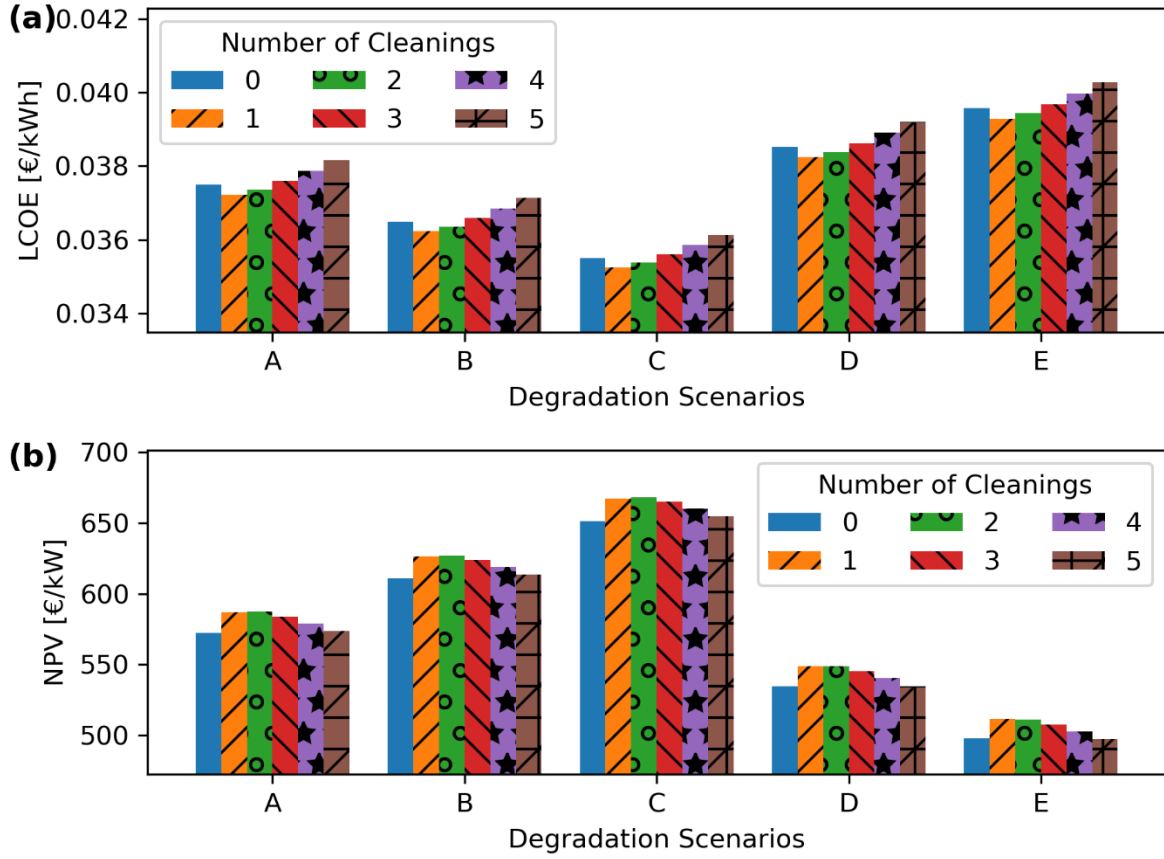 (a)
0.042
0.040
0.038
0.036
0.034
LCOE [€/kWh]
Number of Cleanings
0 2 4
1 3 5
A B C D E
Degradation Scenarios
(b)
700
650
600
550
500
NPV [€/kW]
Number of Cleanings
0 2 4
1 3 5
A B C D E
Degradation Scenarios